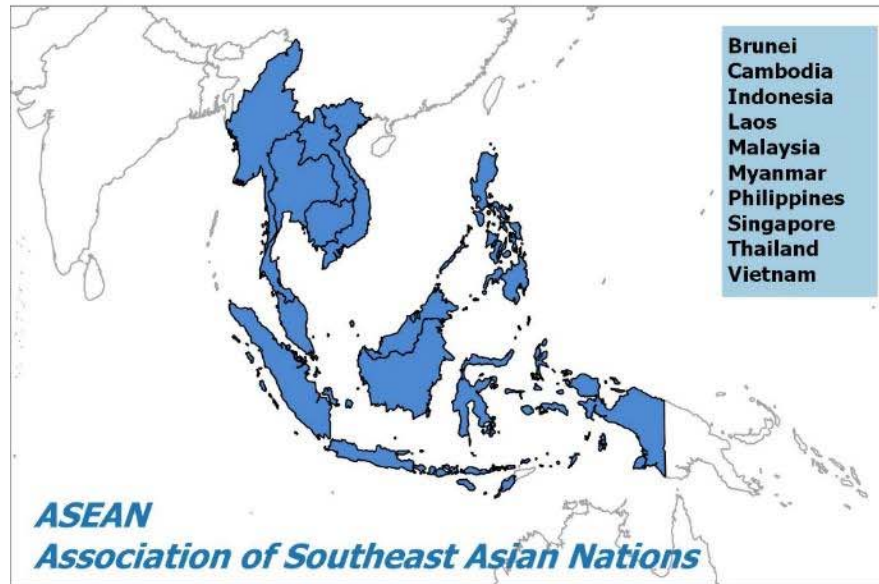 Brunei
Cambodia
Indonesia
Laos
Malaysia
Myanmar
Philippines
Singapore
Thailand
Vietnam
ASEAN
Association of Southeast Asian Nations